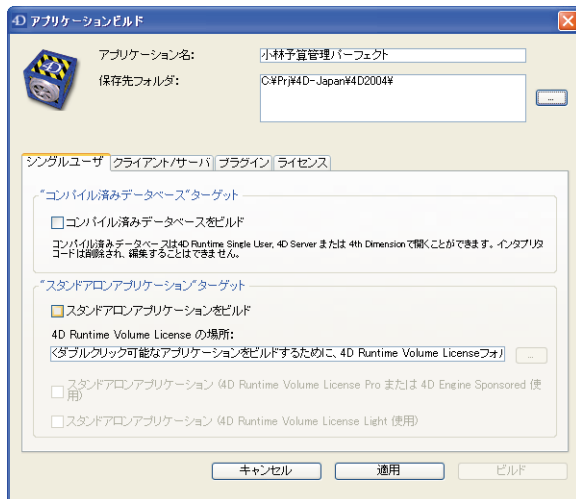 4D アプリケーションビルド
アプリケーション名:
小林予算管理パーフェクト
保存先フォルダ:
C:¥Prj¥4D-Japan¥4D2004¥
...
シングルユーザ クライアント/サーバ プラグイン ライセンス
"コンパイル済みデータベース"ターゲット
コンパイル済みデータベースをビルド
コンパイル済みデータベースは4D Runtime Single User, 4D Server または 4th Dimensionで開くことができます。インタプリタ
コードは削除され、編集することはできません。
"スタンドアロンアプリケーション"ターゲット
スタンドアロンアプリケーションをビルド
4D Runtime Volume License の場所:
<ダブルクリック可能なアプリケーションをビルドするために、4D Runtime Volume Licenseフォル
...
スタンドアロンアプリケーション (4D Runtime Volume License Pro または 4D Engine Sponsored 使
用)
スタンドアロンアプリケーション (4D Runtime Volume License Light 使用)
キャンセル 適用 ビルド